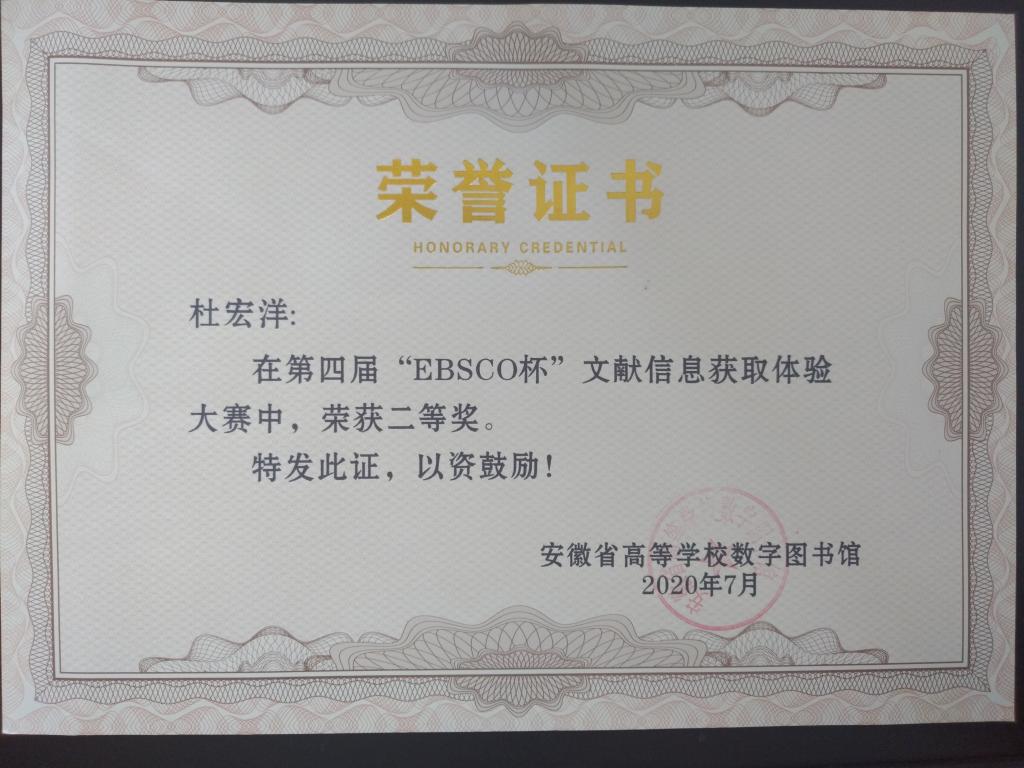 荣誉证书
HONORARY CREDENTIAL
杜宏洋:
在第四届“EBSCO杯”文献信息获取体验
大赛中，荣获二等奖。
特发此证，以资鼓励！
安徽省高等学校数字图书馆
2020年7月